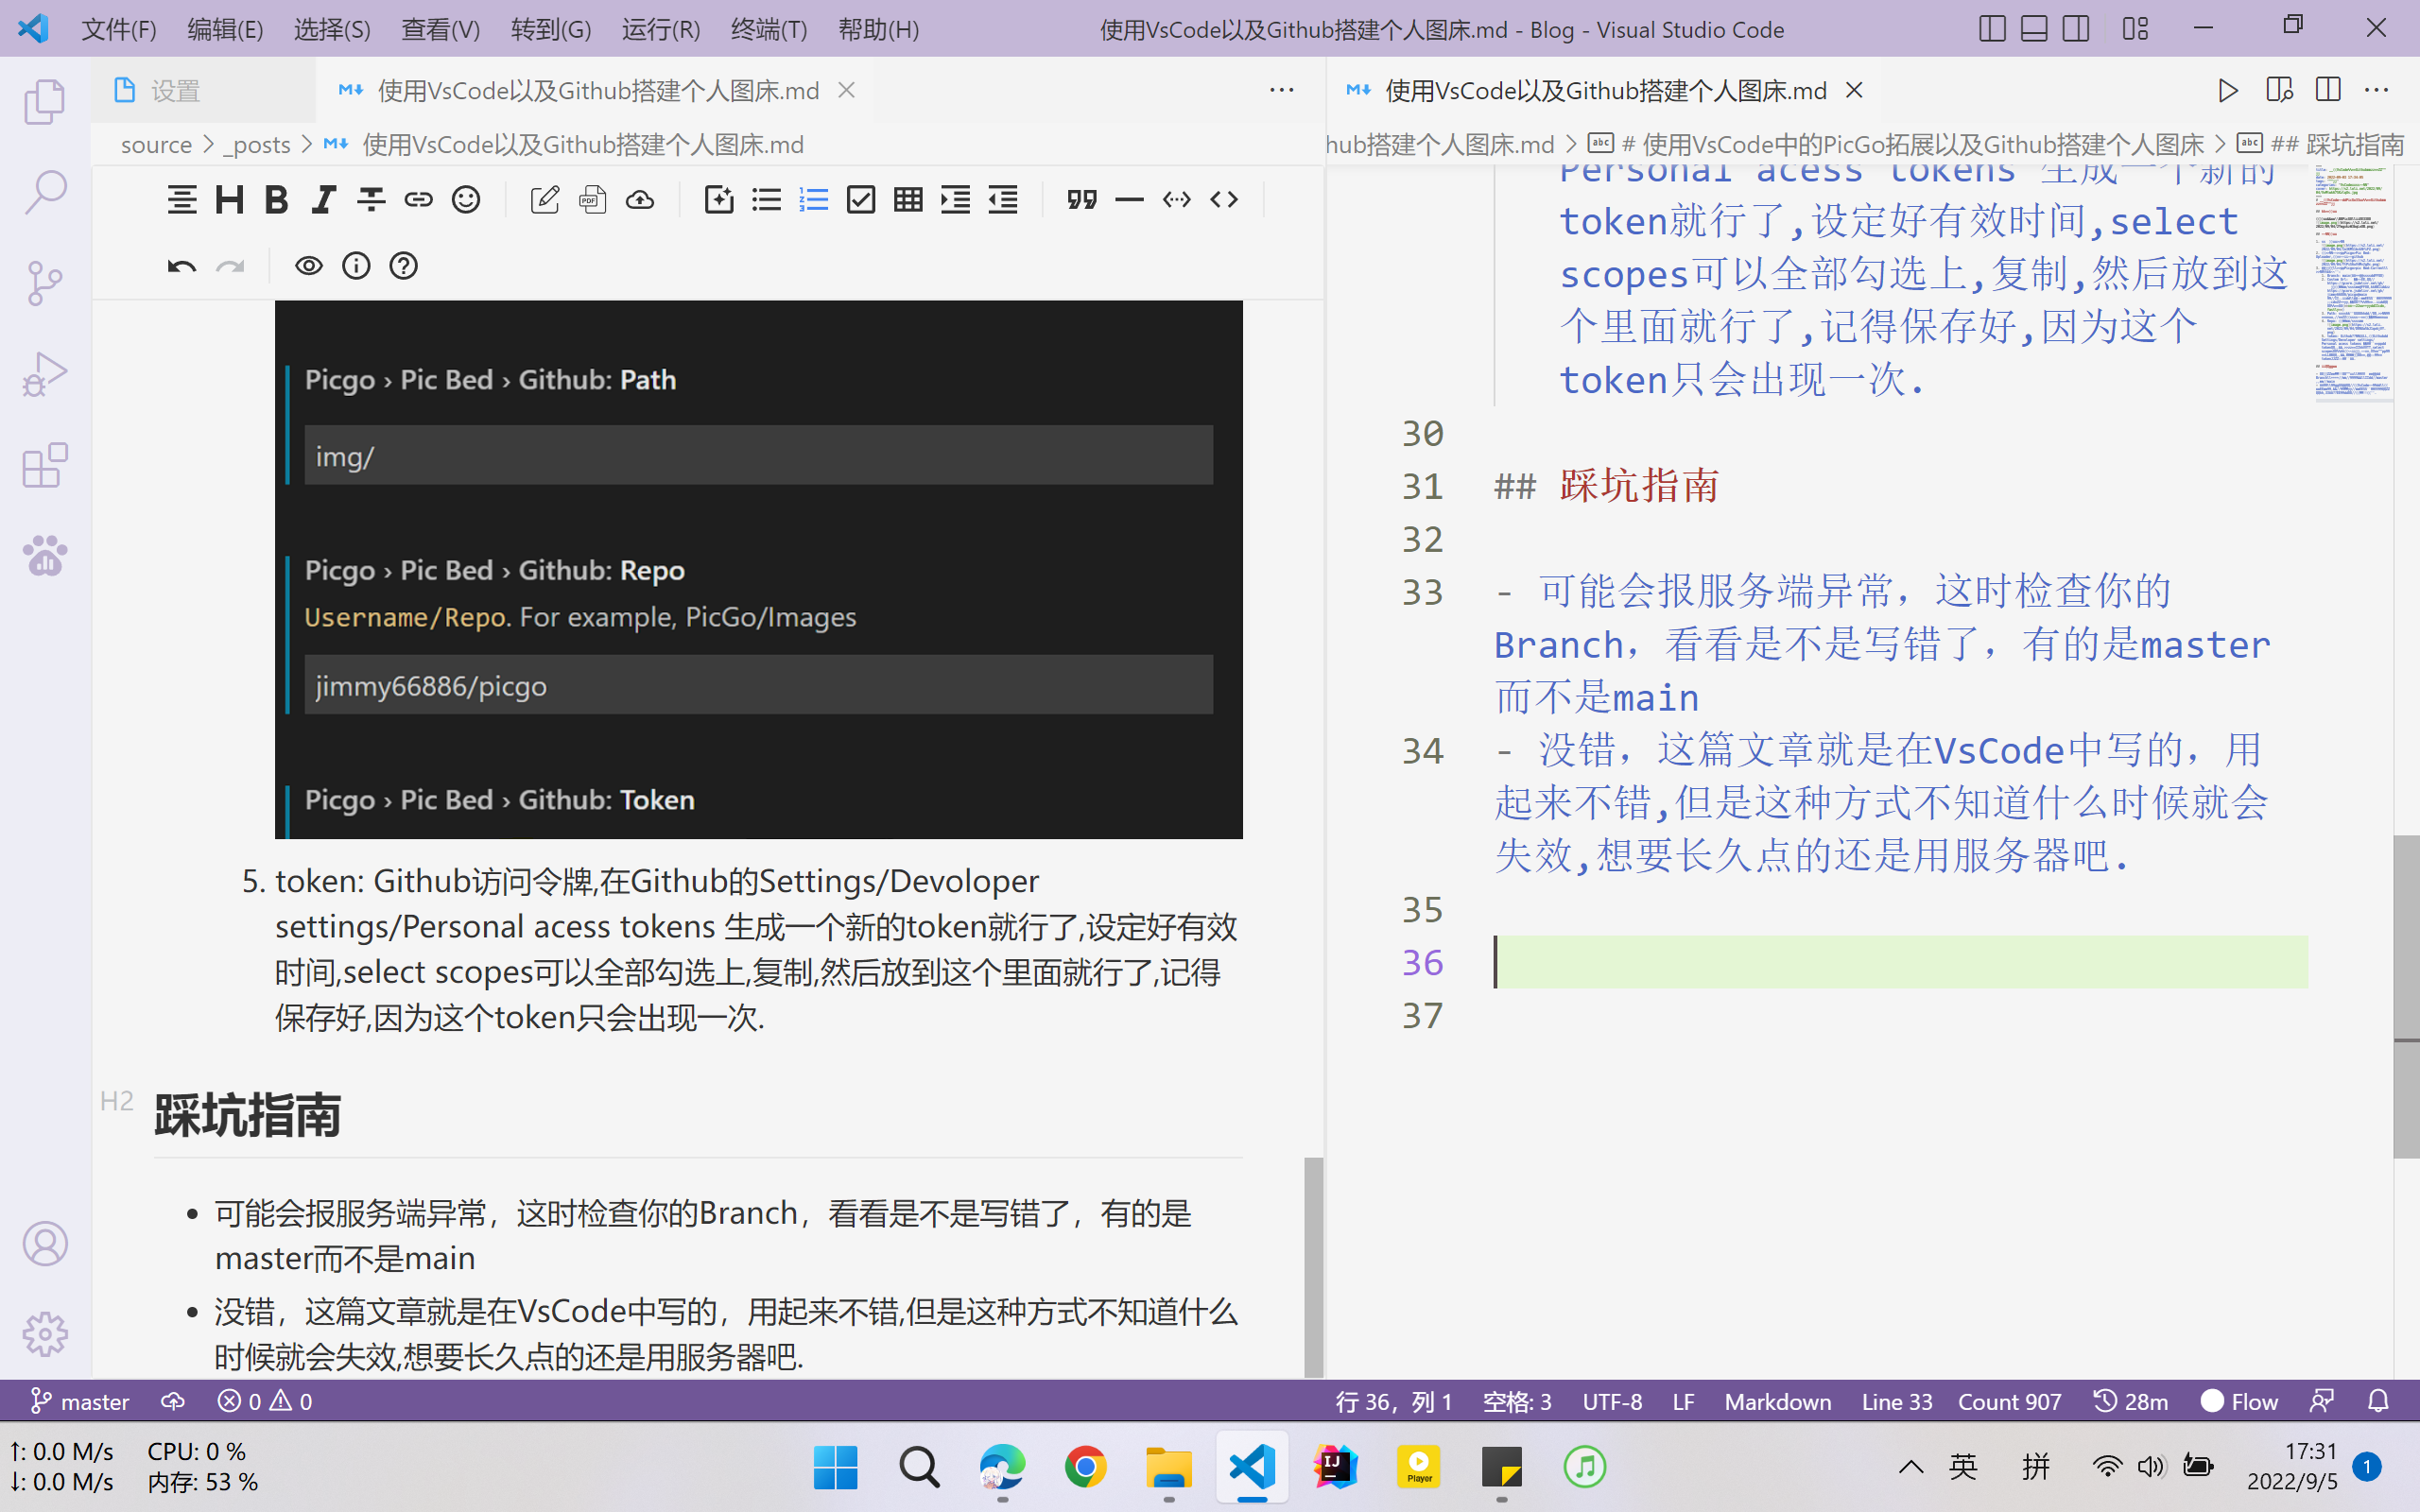 文件(F) 编辑(E) 选择(S) 查看(V) 转到(G) 运行(R) 终端(T) 帮助(H) 使用VsCode以及Github搭建个人图床.md - Blog - Visual Studio Code
设置 使用VsCode以及Github搭建个人图床.md
source _posts 使用VsCode以及Github搭建个人图床.md
Picgo › Pic Bed › Github: Path
img/
Picgo › Pic Bed › Github: Repo
Username/Repo. For example, PicGo/Images
jimmy66886/picgo
Picgo › Pic Bed › Github: Token
5. token: Github访问令牌,在Github的Settings/Devoloper
settings/Personal acess tokens 生成一个新的token就行了,设定好有效
时间,select scopes可以全部勾选上,复制,然后放到这个里面就行了,记得
保存好,因为这个token只会出现一次.
H2 踩坑指南
• 可能会报服务端异常，这时检查你的Branch，看看是不是写错了，有的是
master而不是main
• 没错，这篇文章就是在VsCode中写的，用起来不错,但是这种方式不知道什么
时候就会失效,想要长久点的还是用服务器吧.
使用VsCode以及Github搭建个人图床.md
hub搭建个人图床.md # 使用VsCode中的PicGo拓展以及Github搭建个人图床 ## 踩坑指南
Personal acess tokens 生成一个新的
token就行了,设定好有效时间,select
scopes可以全部勾选上,复制,然后放到这
个里面就行了,记得保存好,因为这个
token只会出现一次.
30
31 ## 踩坑指南
32
33 - 可能会报服务端异常，这时检查你的
Branch，看看是不是写错了，有的是master
而不是main
34 - 没错，这篇文章就是在VsCode中写的，用
起来不错,但是这种方式不知道什么时候就会
失效,想要长久点的还是用服务器吧.
35
36
37
master 0 0 行 36，列 1 空格: 3 UTF-8 LF Markdown Line 33 Count 907 28m Flow
↑: 0.0 M/s CPU: 0 %
↓: 0.0 M/s 内存: 53 %
IJ Player 英 拼 17:31
2022/9/5 1